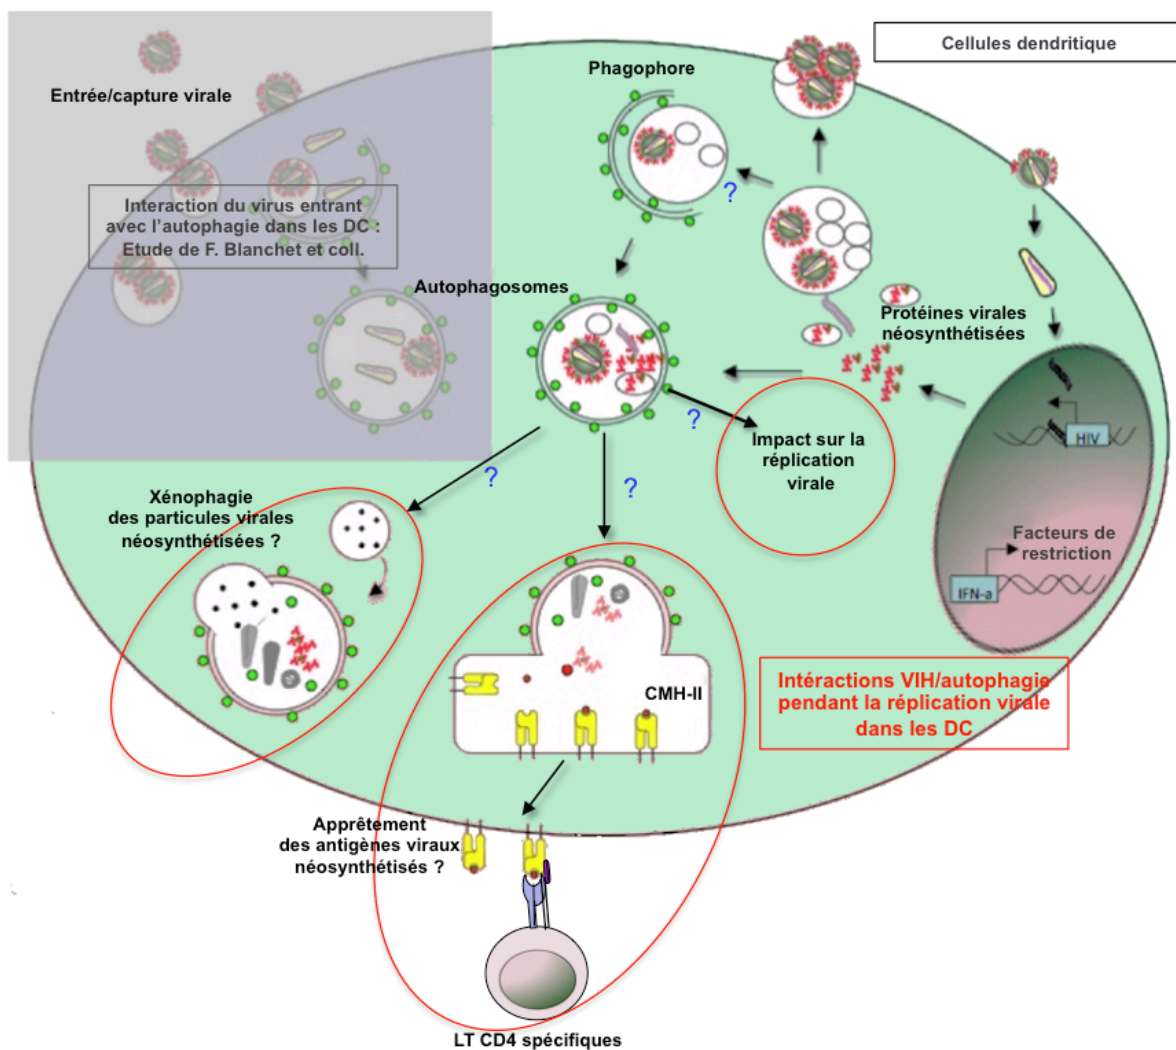 Cellules dendritique
Entrée/capture virale
Phagophore
Interaction du virus entrant
avec l'autophagie dans les DC :
Etude de F. Blanchet et coll.
?
Autophagosomes
Protéines virales
néosynthétisées
?
Impact sur la
réplication
virale
HIV
?
?
Xénophagie
des particules virales
néosynthétisées ?
Facteurs de
restriction
IFN-a
CMH-II
Intéractions VIH/autophagie
pendant la réplication virale
dans les DC
Apprêtement
des antigènes viraux
néosynthétisés ?
LT CD4 spécifiques